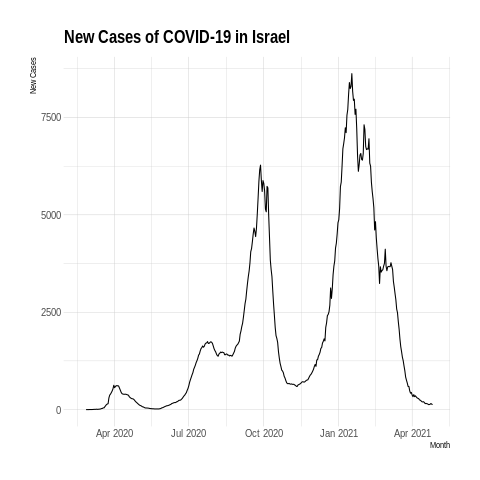 New Cases of COVID-19 in Israel
New Cases
7500
5000
2500
0
Apr 2020 Jul 2020 Oct 2020 Jan 2021 Apr 2021
Month